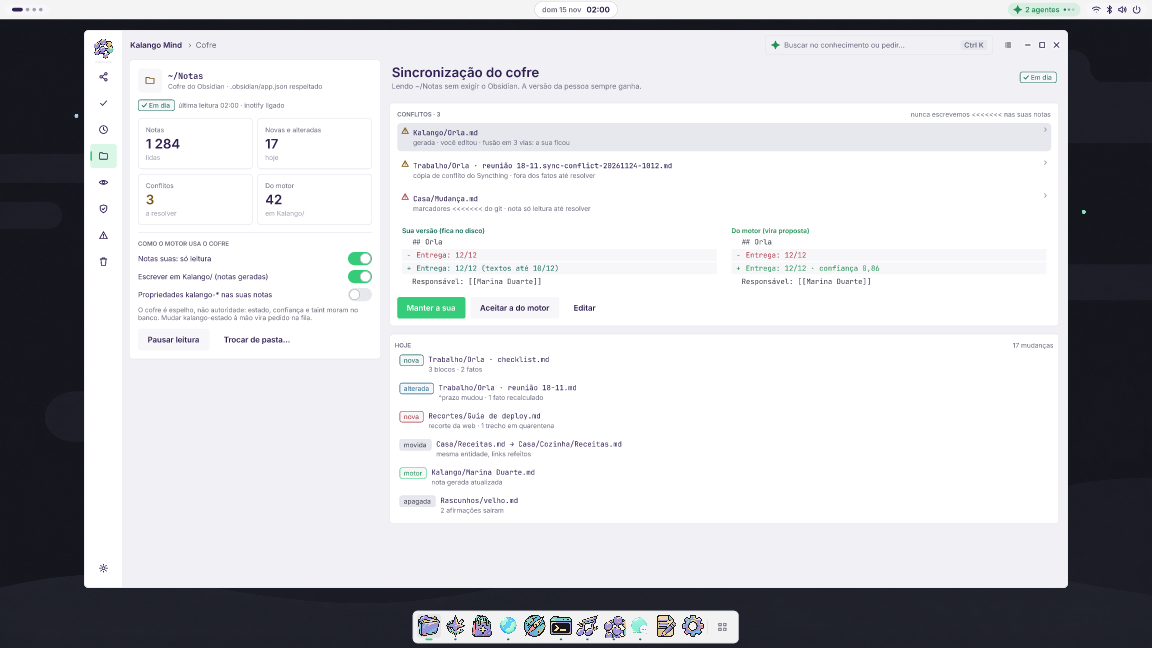 dom 15 nov 02:00
2 agentes
Kalango Mind › Cofre
Buscar no conhecimento ou pedir...
Ctrl K
~/Notas
Cofre do Obsidian · .obsidian/app.json respeitado
Em dia
última leitura 02:00 · inotify ligado
Notas
1 284
lidas
Novas e alteradas
17
hoje
Conflitos
3
a resolver
Do motor
42
em Kalango/
COMO O MOTOR USA O COFRE
Notas suas: só leitura
Escrever em Kalango/ (notas geradas)
Propriedades kalango-* nas suas notas
O cofre é espelho, não autoridade: estado, confiança e taint moram no
banco. Mudar kalango-estado à mão vira pedido na fila.
Pausar leitura
Trocar de pasta...
Sincronização do cofre
Lendo ~/Notas sem exigir o Obsidian. A versão da pessoa sempre ganha.
Em dia
CONFLITOS · 3
nunca escrevemos <<<<<<< nas suas notas
Kalango/Orla.md
gerada · você editou · fusão em 3 vias: a sua ficou
Trabalho/Orla · reunião 18-11.sync-conflict-20261124-1012.md
cópia de conflito do Syncthing · fora dos fatos até resolver
Casa/Mudança.md
marcadores <<<<<<< do git · nota só leitura até resolver
Sua versão (fica no disco)
## Orla
- Entrega: 12/12
+ Entrega: 12/12 (textos até 10/12)
Responsável: [[Marina Duarte]]
Do motor (vira proposta)
## Orla
- Entrega: 12/12
+ Entrega: 12/12 · confiança 0,86
Responsável: [[Marina Duarte]]
Manter a sua
Aceitar a do motor
Editar
HOJE
17 mudanças
nova
Trabalho/Orla · checklist.md
3 blocos · 2 fatos
alterada
Trabalho/Orla · reunião 18-11.md
^prazo mudou · 1 fato recalculado
nova
Recortes/Guia de deploy.md
recorte da web · 1 trecho em quarentena
movida
Casa/Receitas.md → Casa/Cozinha/Receitas.md
mesma entidade, links refeitos
motor
Kalango/Marina Duarte.md
nota gerada atualizada
apagada
Rascunhos/velho.md
2 afirmações saíram